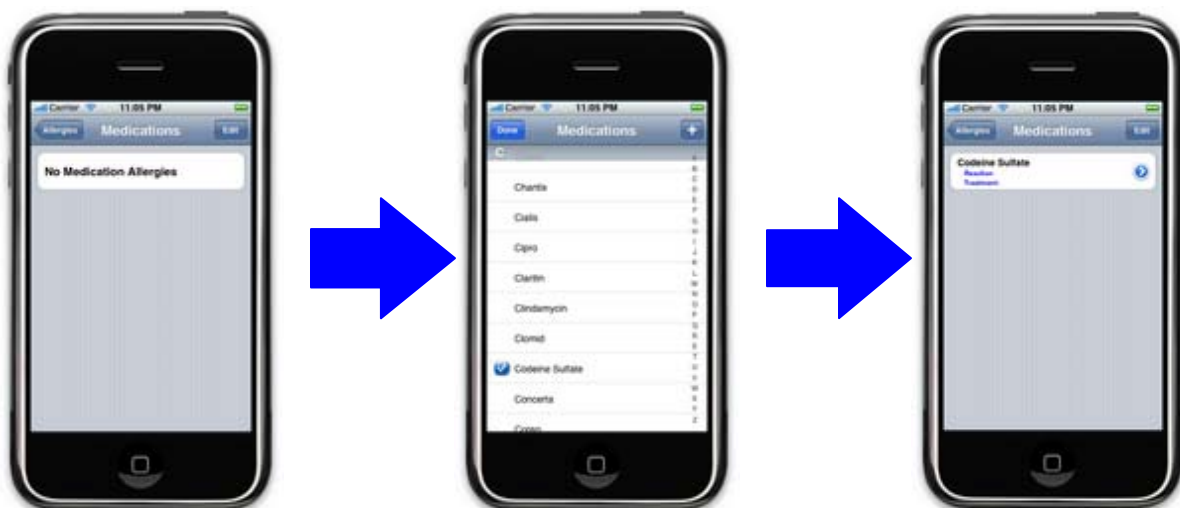 Carrier 11:05 PM
Allergies Medications Edit
No Medication Allergies
Carrier 11:05 PM
Done Medications +
Chantix
Cialis
Cipro
Claritin
Clindamycin
Clomid
Codeine Sulfate
Concerta
A
B
C
D
E
F
G
H
I
J
K
L
M
N
O
P
Q
R
S
T
U
V
W
X
Y
Z
Carrier 11:05 PM
Allergies Medications Edit
Codeine Sulfate
Reaction
Treatment